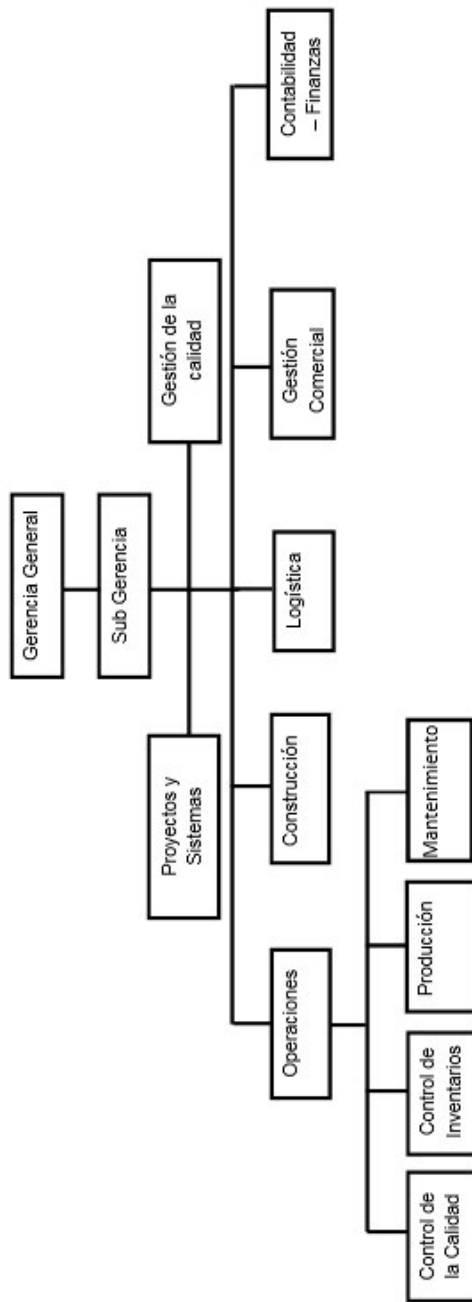 Gerencia General
Sub Gerencia
Proyectos y
Sistemas
Gestión de la
calidad
Operaciones
Construcción
Logística
Gestión
Comercial
Contabilidad
– Finanzas
Control de
la Calidad
Control de
Inventarios
Producción
Mantenimiento